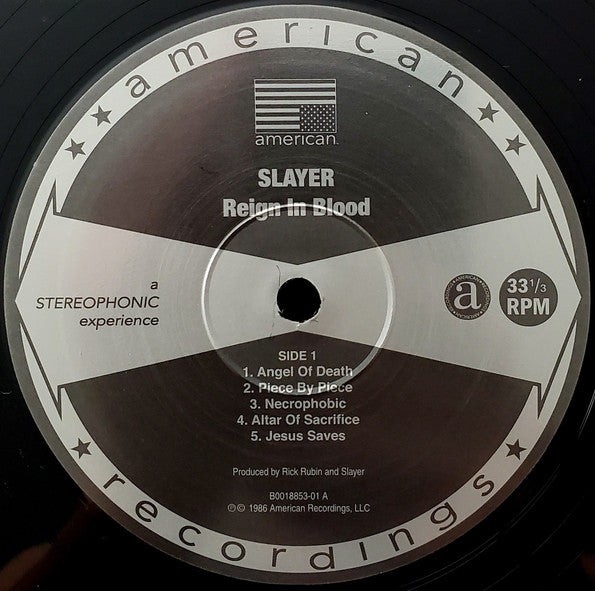 american
american
SLAYER
Reign In Blood
a
STEREOPHONIC
experience
a
33 1/3
RPM
SIDE 1
1. Angel Of Death
2. Piece By Piece
3. Necrophobic
4. Altar Of Sacrifice
5. Jesus Saves
Produced by Rick Rubin and Slayer
B0018853-01 A
℗© 1986 American Recordings, LLC
recordings